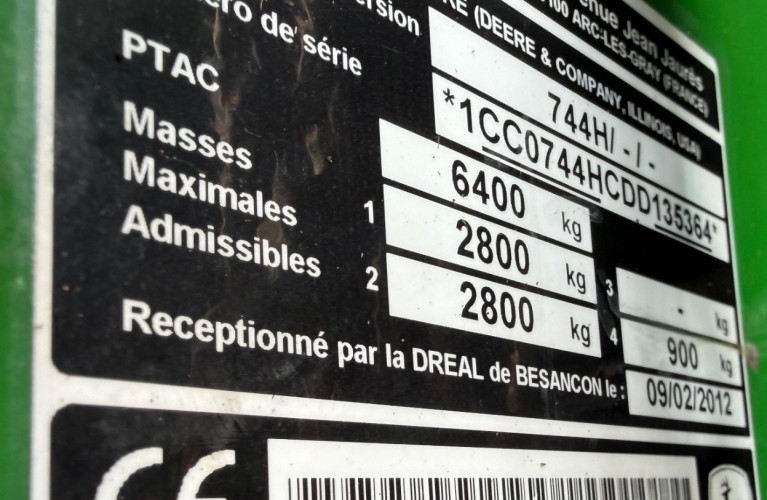 enue Jean Jaurès
100 ARC-LES-GRAY (FRANCE)
RE (DEERE & COMPANY, ILLINOIS, USA)
ersion 744H/ - / -
éro de série *1CC0744HCDD135364*
PTAC 6400 kg
Masses
Maximales 1 2800 kg 3 - kg
Admissibles 2 2800 kg 4 900 kg
Receptionné par la DREAL de BESANCON le : 09/02/2012
CE